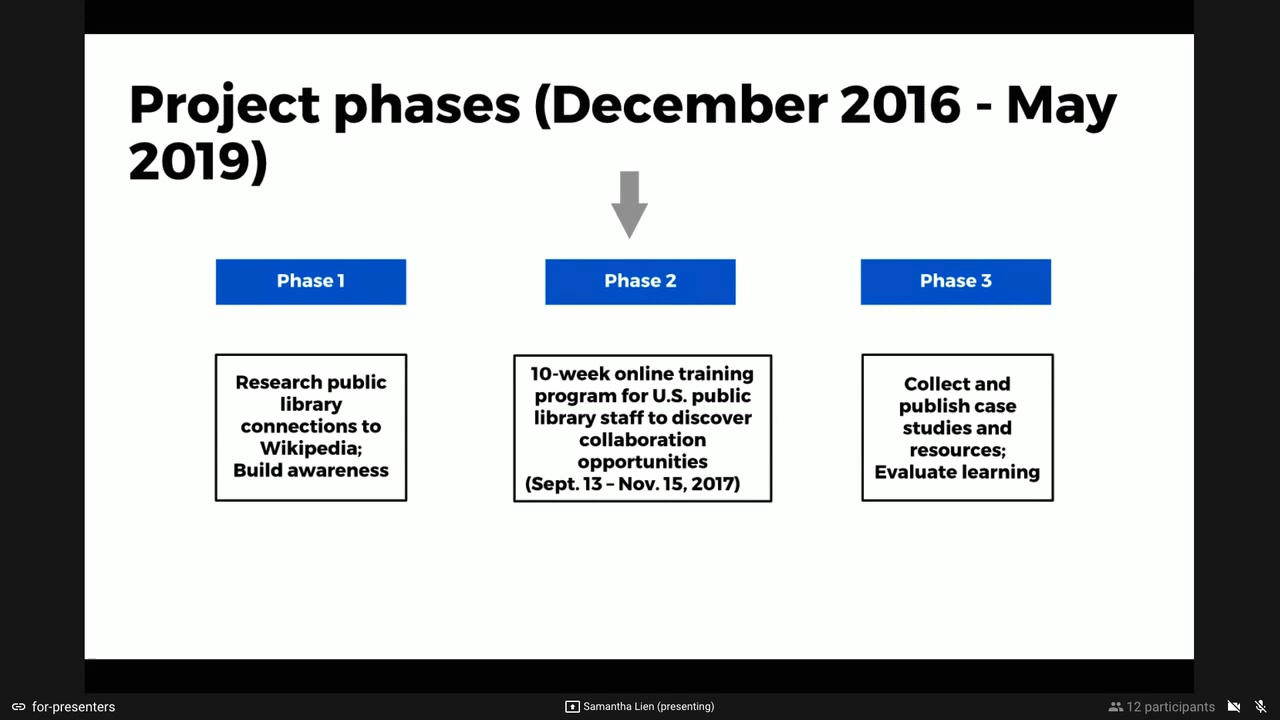 Project phases (December 2016 - May
2019)
Phase 1
Research public
library
connections to
Wikipedia;
Build awareness
Phase 2
10-week online training
program for U.S. public
library staff to discover
collaboration
opportunities
(Sept. 13 – Nov. 15, 2017)
Phase 3
Collect and
publish case
studies and
resources;
Evaluate learning
for-presenters
Samantha Lien (presenting)
12 participants